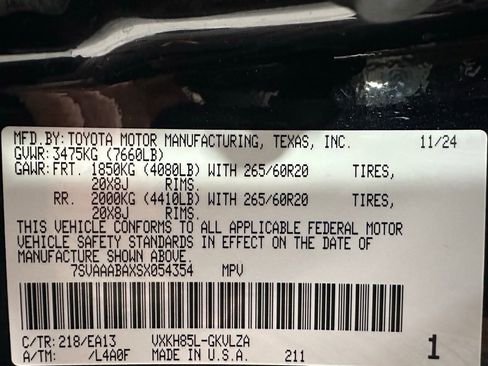 MFD.BY:TOYOTA MOTOR MANUFACTURING, TEXAS, INC. 11/24
GVWR:3475KG (7660LB)
GAWR:FRT. 1850KG (4080LB) WITH 265/60R20 TIRES,
20X8J RIMS.
RR. 2000KG (4410LB) WITH 265/60R20 TIRES,
20X8J RIMS.
THIS VEHICLE CONFORMS TO ALL APPLICABLE FEDERAL MOTOR
VEHICLE SAFETY STANDARDS IN EFFECT ON THE DATE OF
MANUFACTURE SHOWN ABOVE.
7SVAAABAXSX054354 MPV
C/TR:218/EA13 VXKH85L-GKVLZA
A/TM: /L4A0F MADE IN U.S.A. 211 1